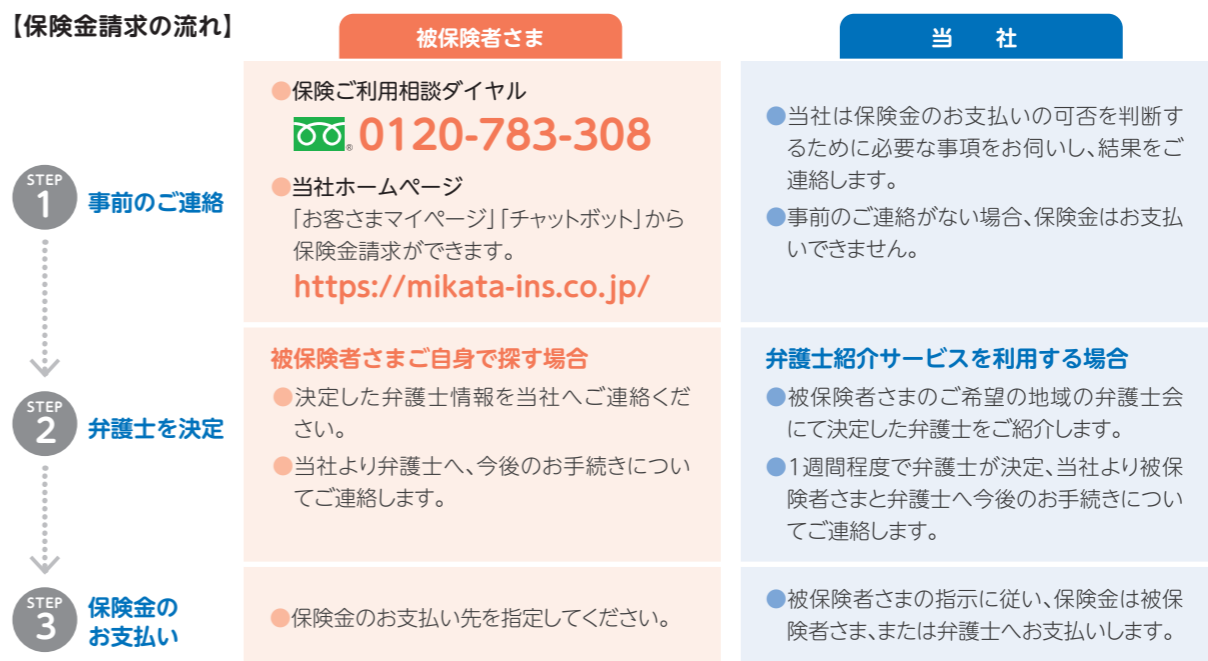 【保険金請求の流れ】
被保険者さま
当　社
STEP
1
事前のご連絡
●保険ご利用相談ダイヤル
0120-783-308
●当社ホームページ
「お客さまマイページ」「チャットボット」から
保険金請求ができます。
https://mikata-ins.co.jp/
●当社は保険金のお支払いの可否を判断す
るために必要な事項をお伺いし、結果をご
連絡します。
●事前のご連絡がない場合、保険金はお支払
いできません。
STEP
2
弁護士を決定
被保険者さまご自身で探す場合
●決定した弁護士情報を当社へご連絡くだ
さい。
●当社より弁護士へ、今後のお手続きについ
てご連絡します。
弁護士紹介サービスを利用する場合
●被保険者さまのご希望の地域の弁護士会
にて決定した弁護士をご紹介します。
●1週間程度で弁護士が決定、当社より被保
険者さまと弁護士へ今後のお手続きについ
てご連絡します。
STEP
3
保険金の
お支払い
●保険金のお支払い先を指定してください。
●被保険者さまの指示に従い、保険金は被保
険者さま、または弁護士へお支払いします。